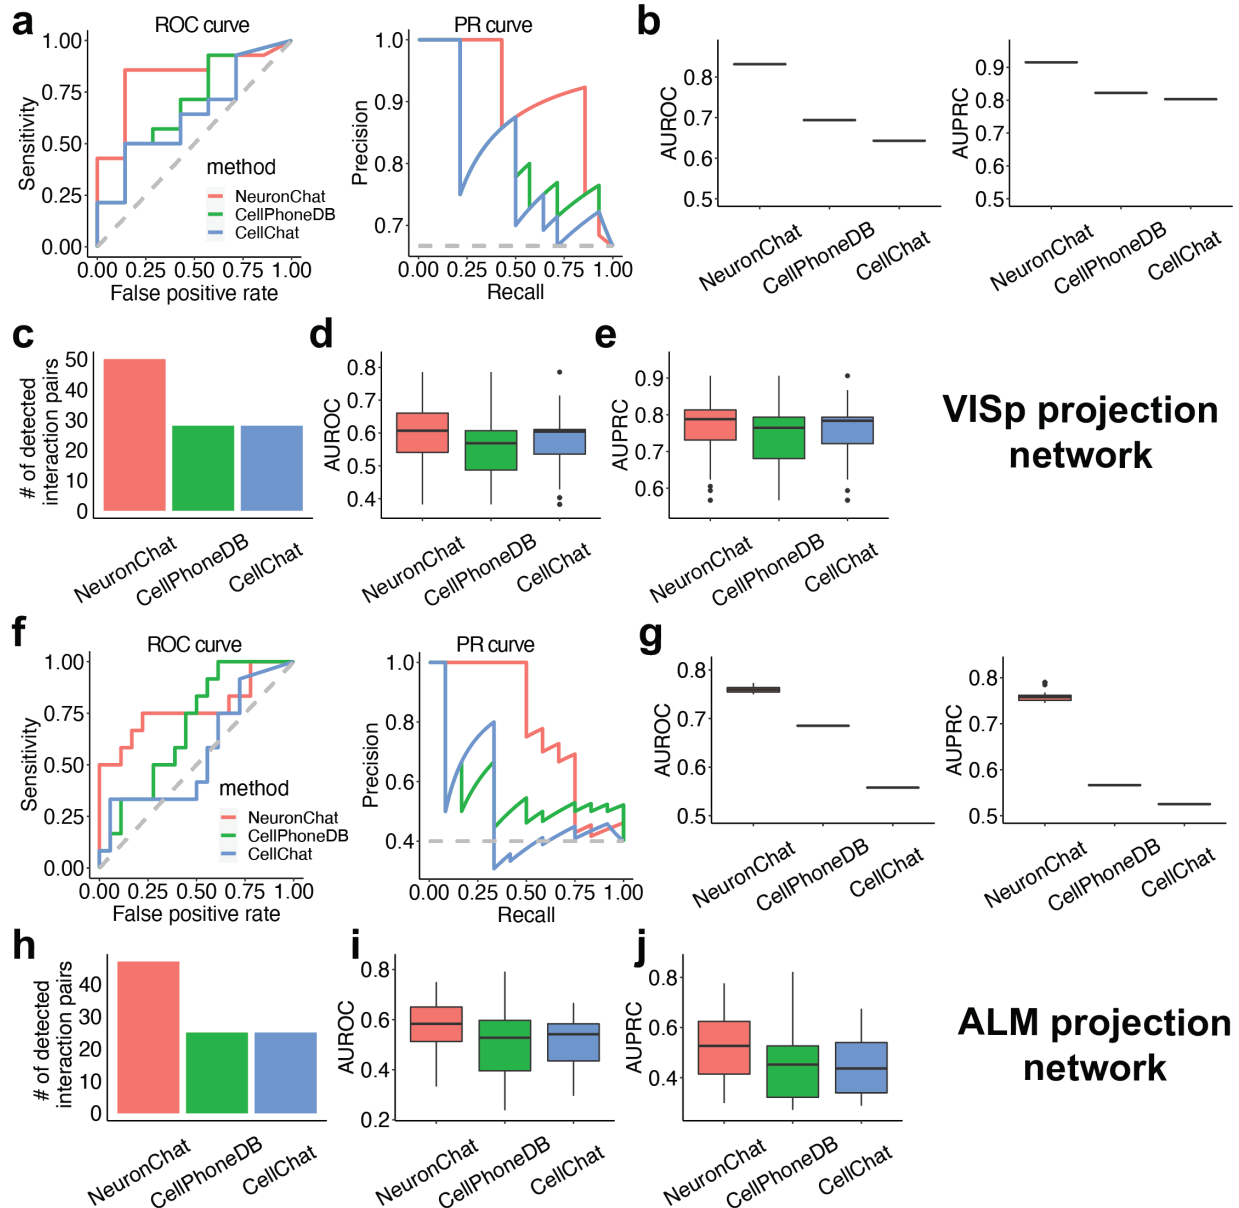 a
ROC curve
1.00
0.75
0.50
0.25
0.00
Sensitivity
0.00 0.25 0.50 0.75 1.00
False positive rate
method
NeuronChat
CellPhoneDB
CellChat
PR curve
1.0
0.9
0.8
0.7
Precision
0.00 0.25 0.50 0.75 1.00
Recall
b
0.8
0.7
0.6
0.5
AUROC
NeuronChat
CellPhoneDB
CellChat
0.9
0.8
0.7
0.6
0.5
AUPRC
NeuronChat
CellPhoneDB
CellChat
c
50
40
30
20
10
0
# of detected
interaction pairs
NeuronChat
CellPhoneDB
CellChat
d
0.8
0.7
0.6
0.5
0.4
AUROC
NeuronChat
CellPhoneDB
CellChat
e
0.9
0.8
0.7
0.6
AUPRC
NeuronChat
CellPhoneDB
CellChat
VISp projection
network
f
ROC curve
1.00
0.75
0.50
0.25
0.00
Sensitivity
0.00 0.25 0.50 0.75 1.00
False positive rate
method
NeuronChat
CellPhoneDB
CellChat
PR curve
1.0
0.8
0.6
0.4
Precision
0.00 0.25 0.50 0.75 1.00
Recall
g
0.8
0.7
0.6
0.5
AUROC
NeuronChat
CellPhoneDB
CellChat
0.8
0.7
0.6
0.5
AUPRC
NeuronChat
CellPhoneDB
CellChat
h
40
30
20
10
0
# of detected
interaction pairs
NeuronChat
CellPhoneDB
CellChat
i
0.8
0.6
0.4
0.2
AUROC
NeuronChat
CellPhoneDB
CellChat
j
0.8
0.6
0.4
AUPRC
NeuronChat
CellPhoneDB
CellChat
ALM projection
network